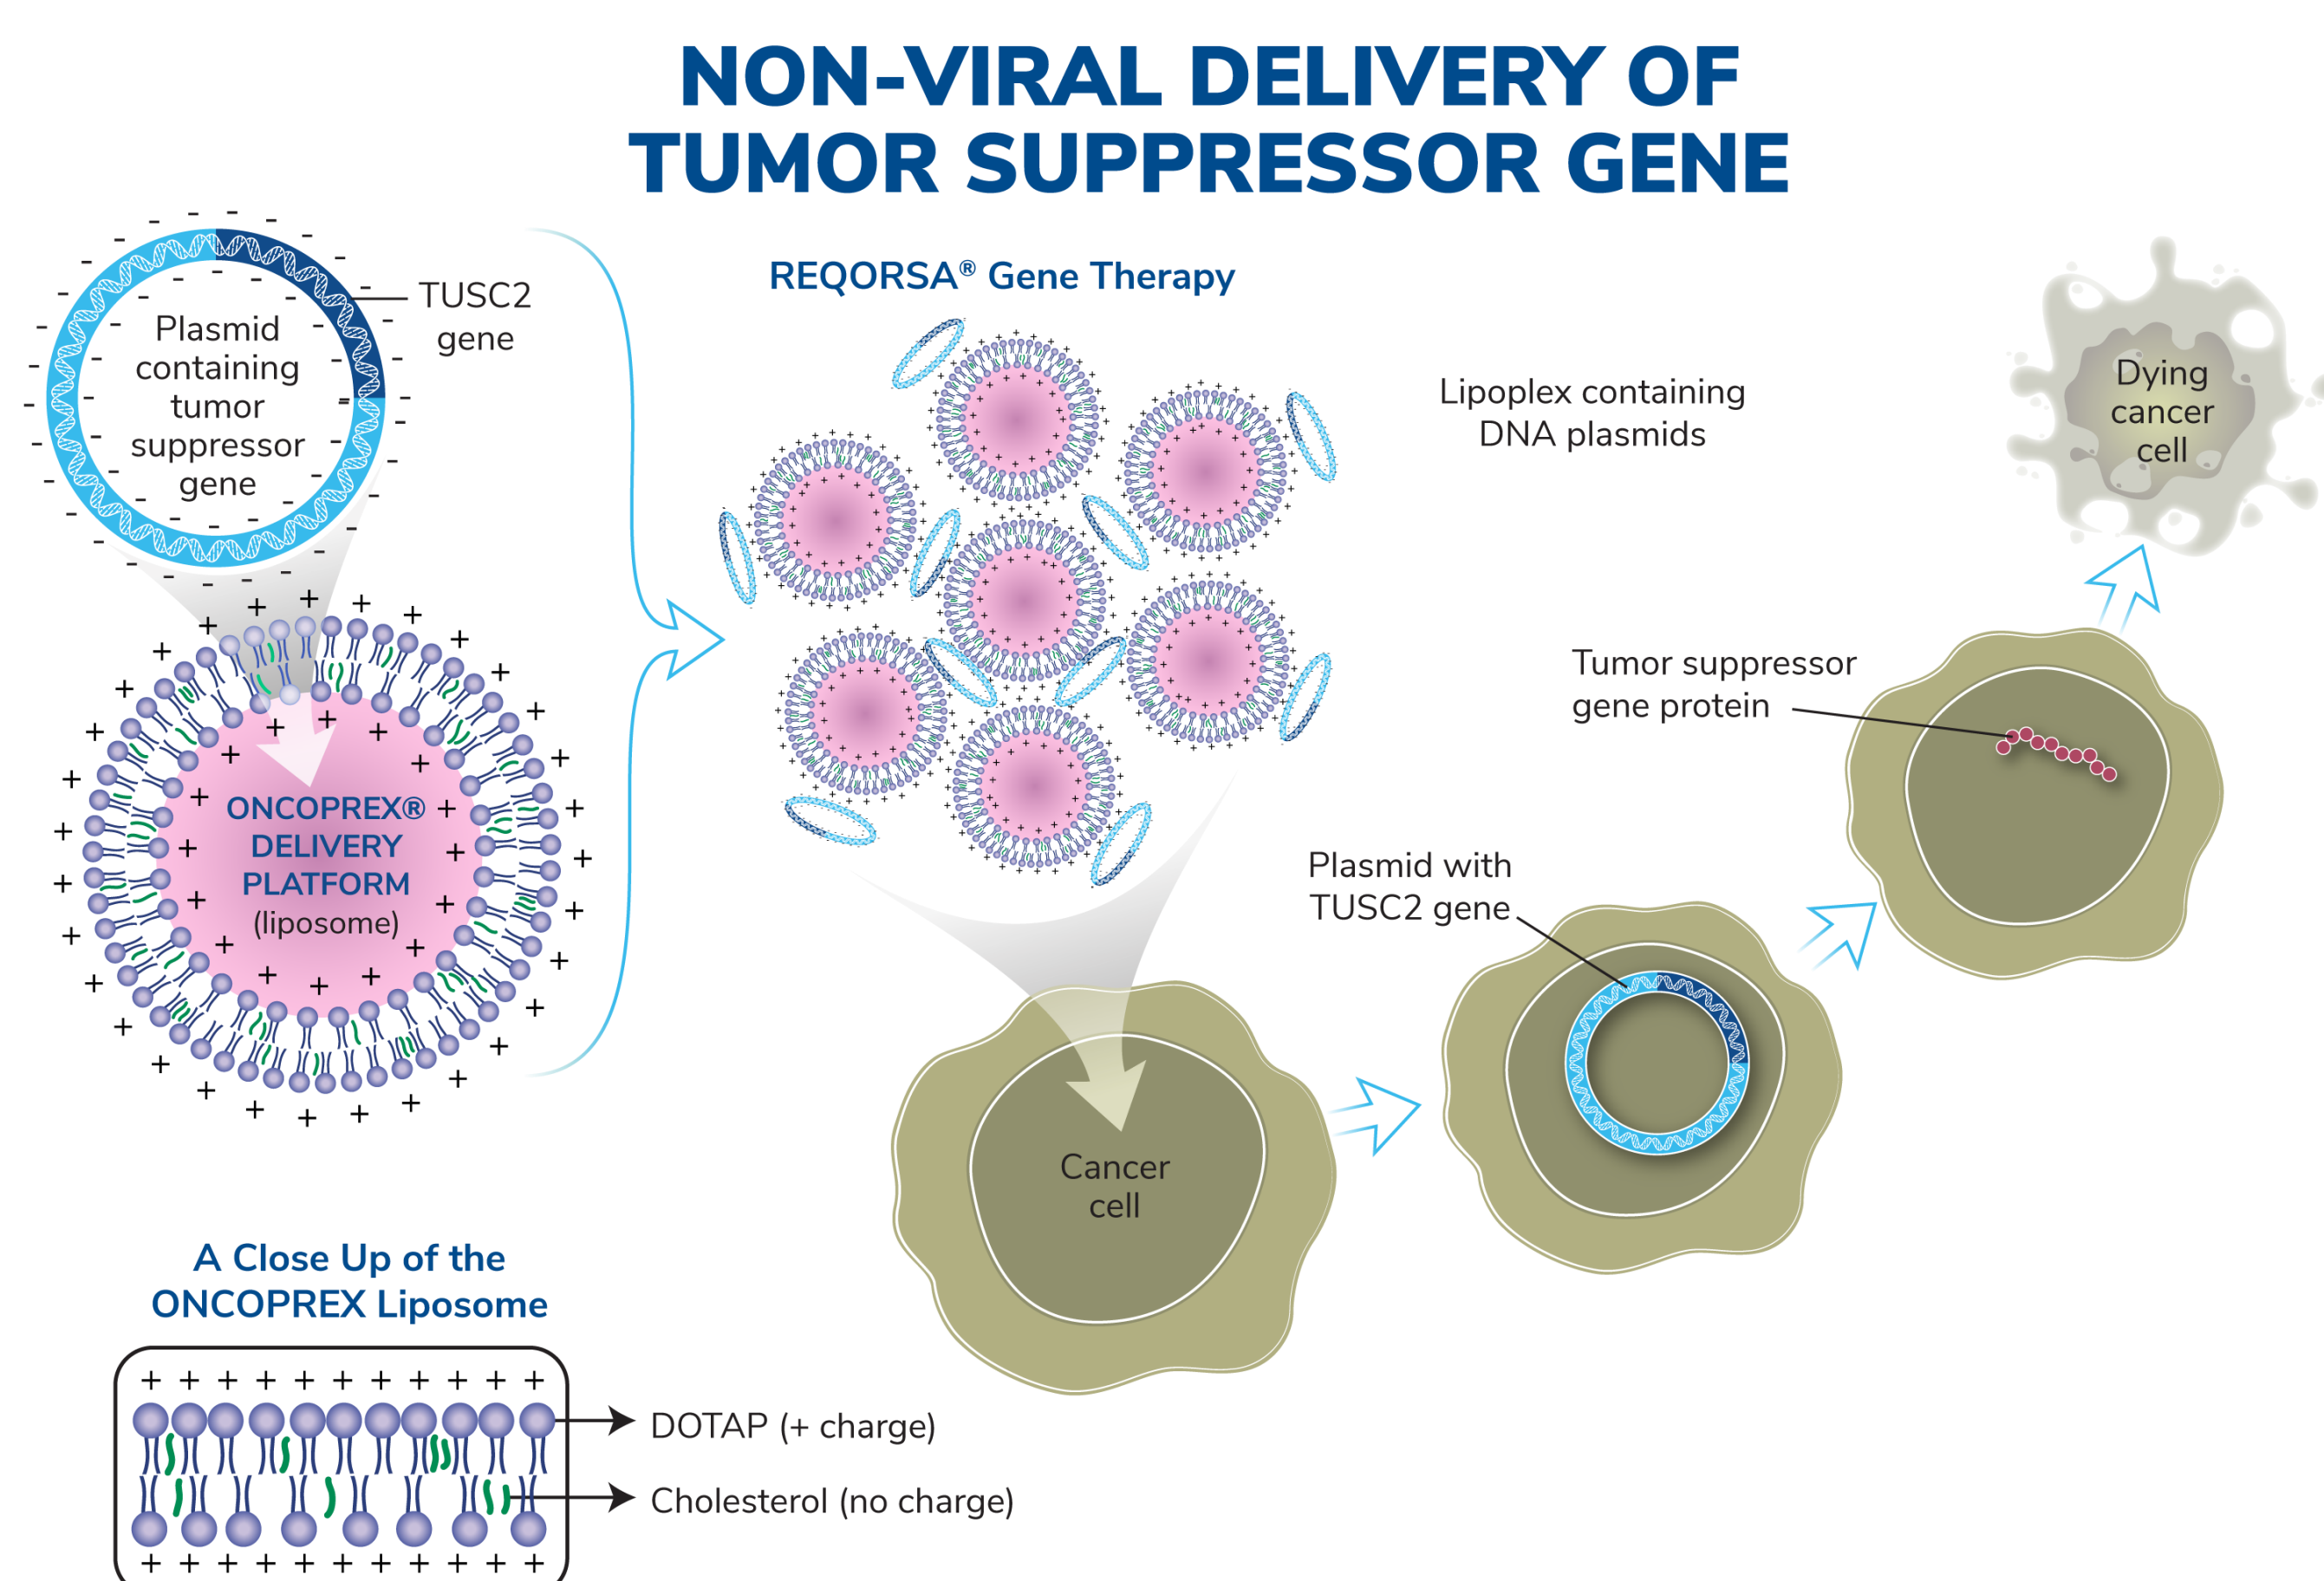 NON-VIRAL DELIVERY OF
TUMOR SUPPRESSOR GENE
Plasmid
containing
tumor
suppressor
gene
TUSC2
gene
ONCOPREX®
DELIVERY
PLATFORM
(liposome)
REQORSA® Gene Therapy
Lipoplex containing
DNA plasmids
Cancer
cell
Plasmid with
TUSC2 gene
Tumor suppressor
gene protein
Dying
cancer
cell
A Close Up of the
ONCOPREX Liposome
DOTAP (+ charge)
Cholesterol (no charge)